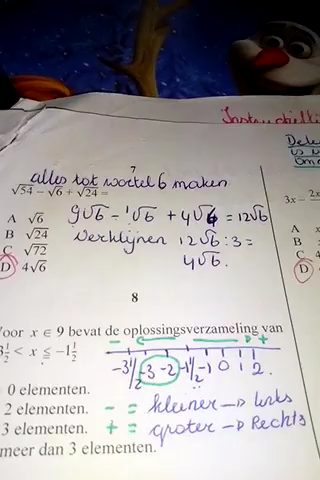 7
alles tot wortel 6 maken
√54 − √6 + √24 =
A √6
9√6 − 1√6 + 4√6 = 12√6
B √24
Verklijnen 12√6 : 3 =
C √72
4√6.
D 4√6
3x −
A
B
C
D
8
Voor x ∈ 9 bevat de oplossingsverzameling van
3½ < x ≤ −1½
− +
−3½ −3 −2 −1½ −1 0 1 2
0 elementen.
2 elementen. − = kleiner → links
3 elementen. + = groter → Rechts
meer dan 3 elementen.